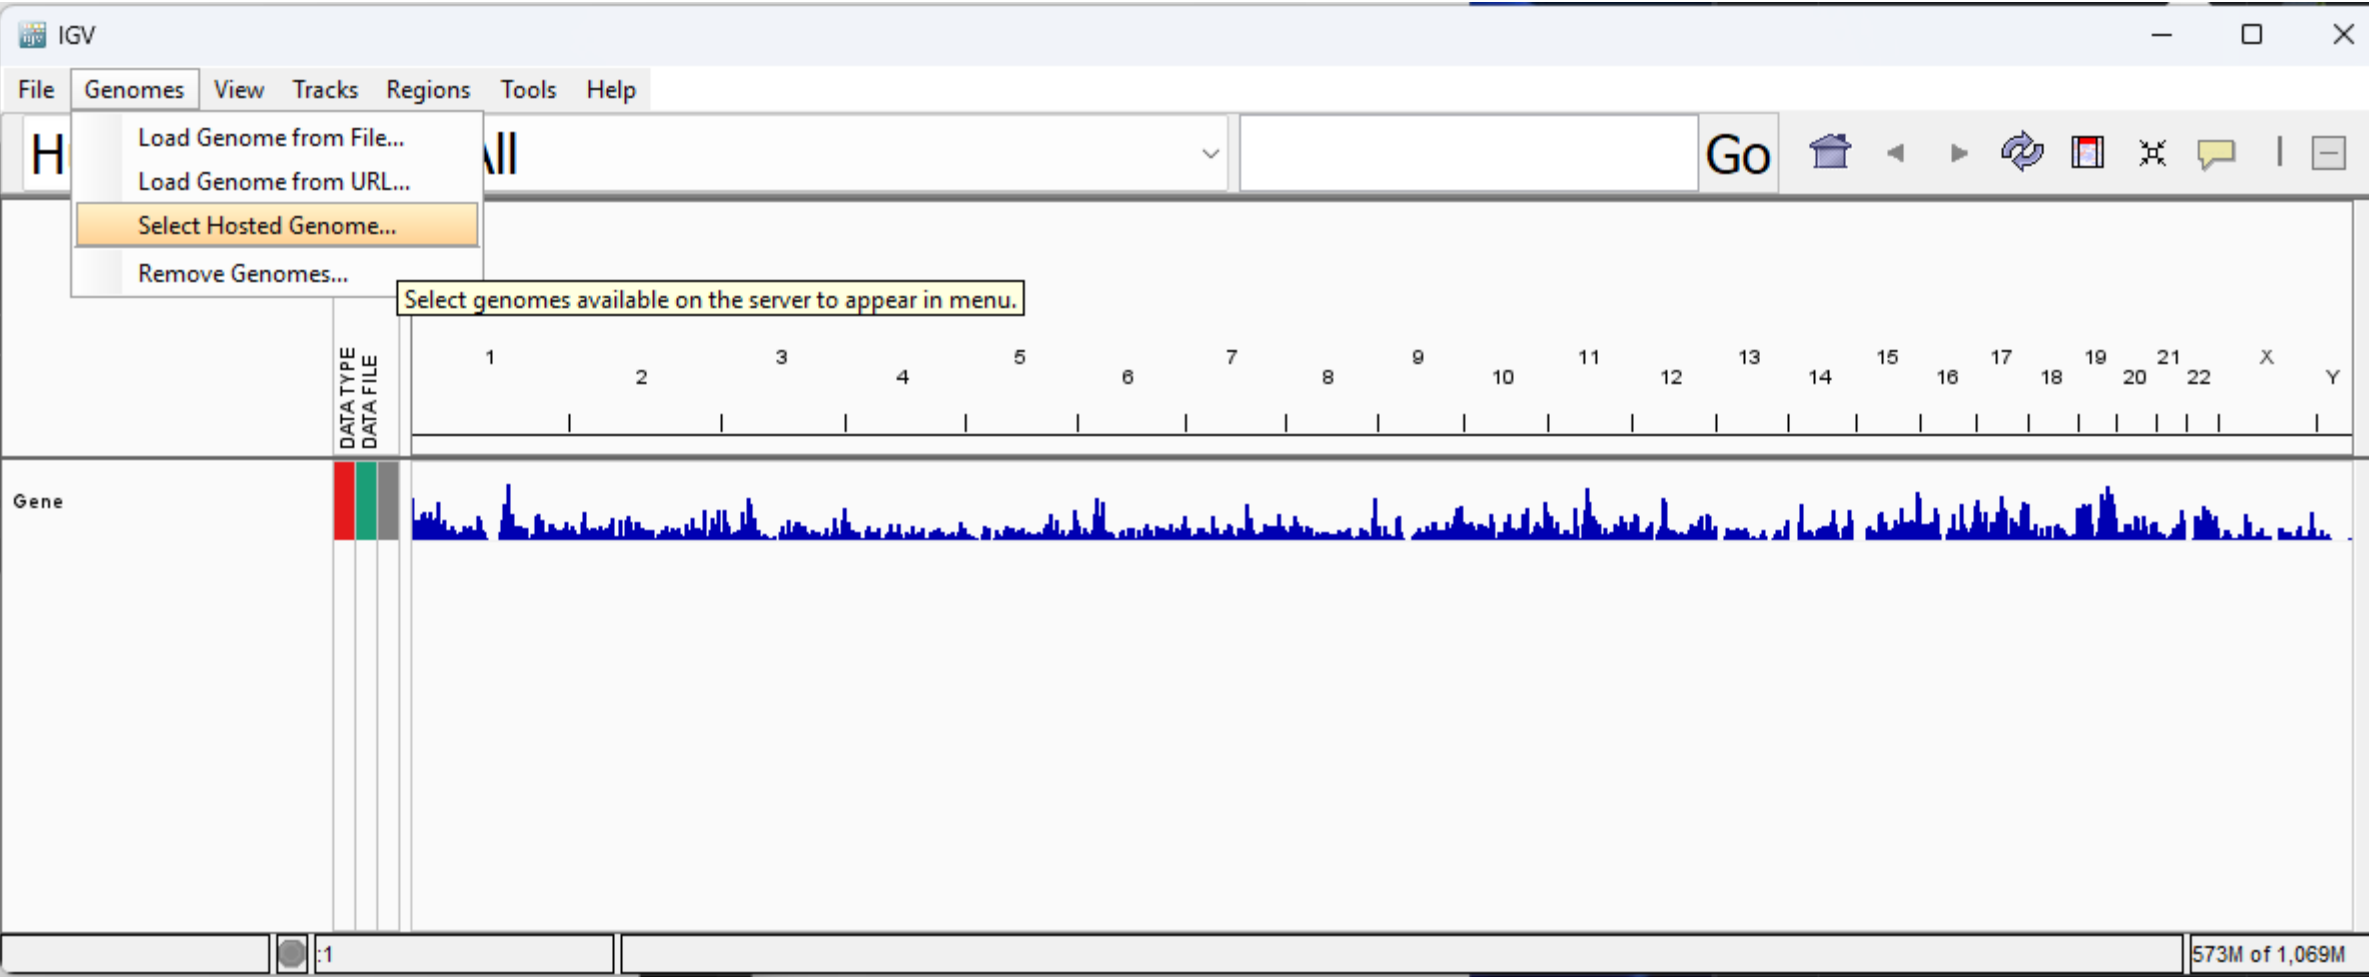 IGV
File Genomes View Tracks Regions Tools Help
Load Genome from File...
Load Genome from URL...
Select Hosted Genome...
Remove Genomes...
Select genomes available on the server to appear in menu.
Go
DATA TYPE
DATA FILE
1 2 3 4 5 6 7 8 9 10 11 12 13 14 15 16 17 18 19 20 21 22 X Y
Gene
:1
573M of 1,069M